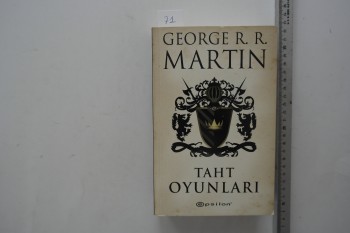 71
GEORGE R. R.
MARTIN
TAHT
OYUNLARI
epsilon